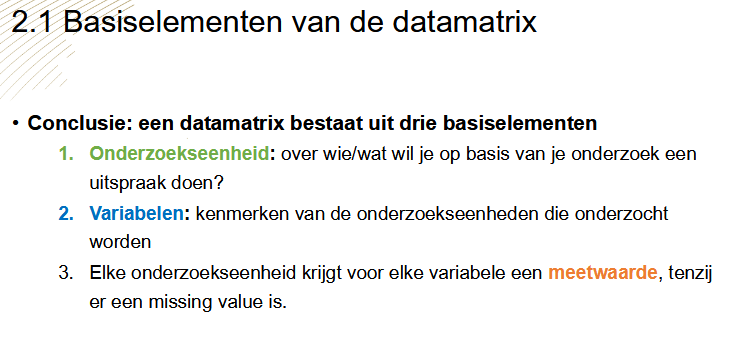 2.1 Basiselementen van de datamatrix
• Conclusie: een datamatrix bestaat uit drie basiselementen
1. Onderzoekseenheid: over wie/wat wil je op basis van je onderzoek een
uitspraak doen?
2. Variabelen: kenmerken van de onderzoekseenheden die onderzocht
worden
3. Elke onderzoekseenheid krijgt voor elke variabele een meetwaarde, tenzij
er een missing value is.